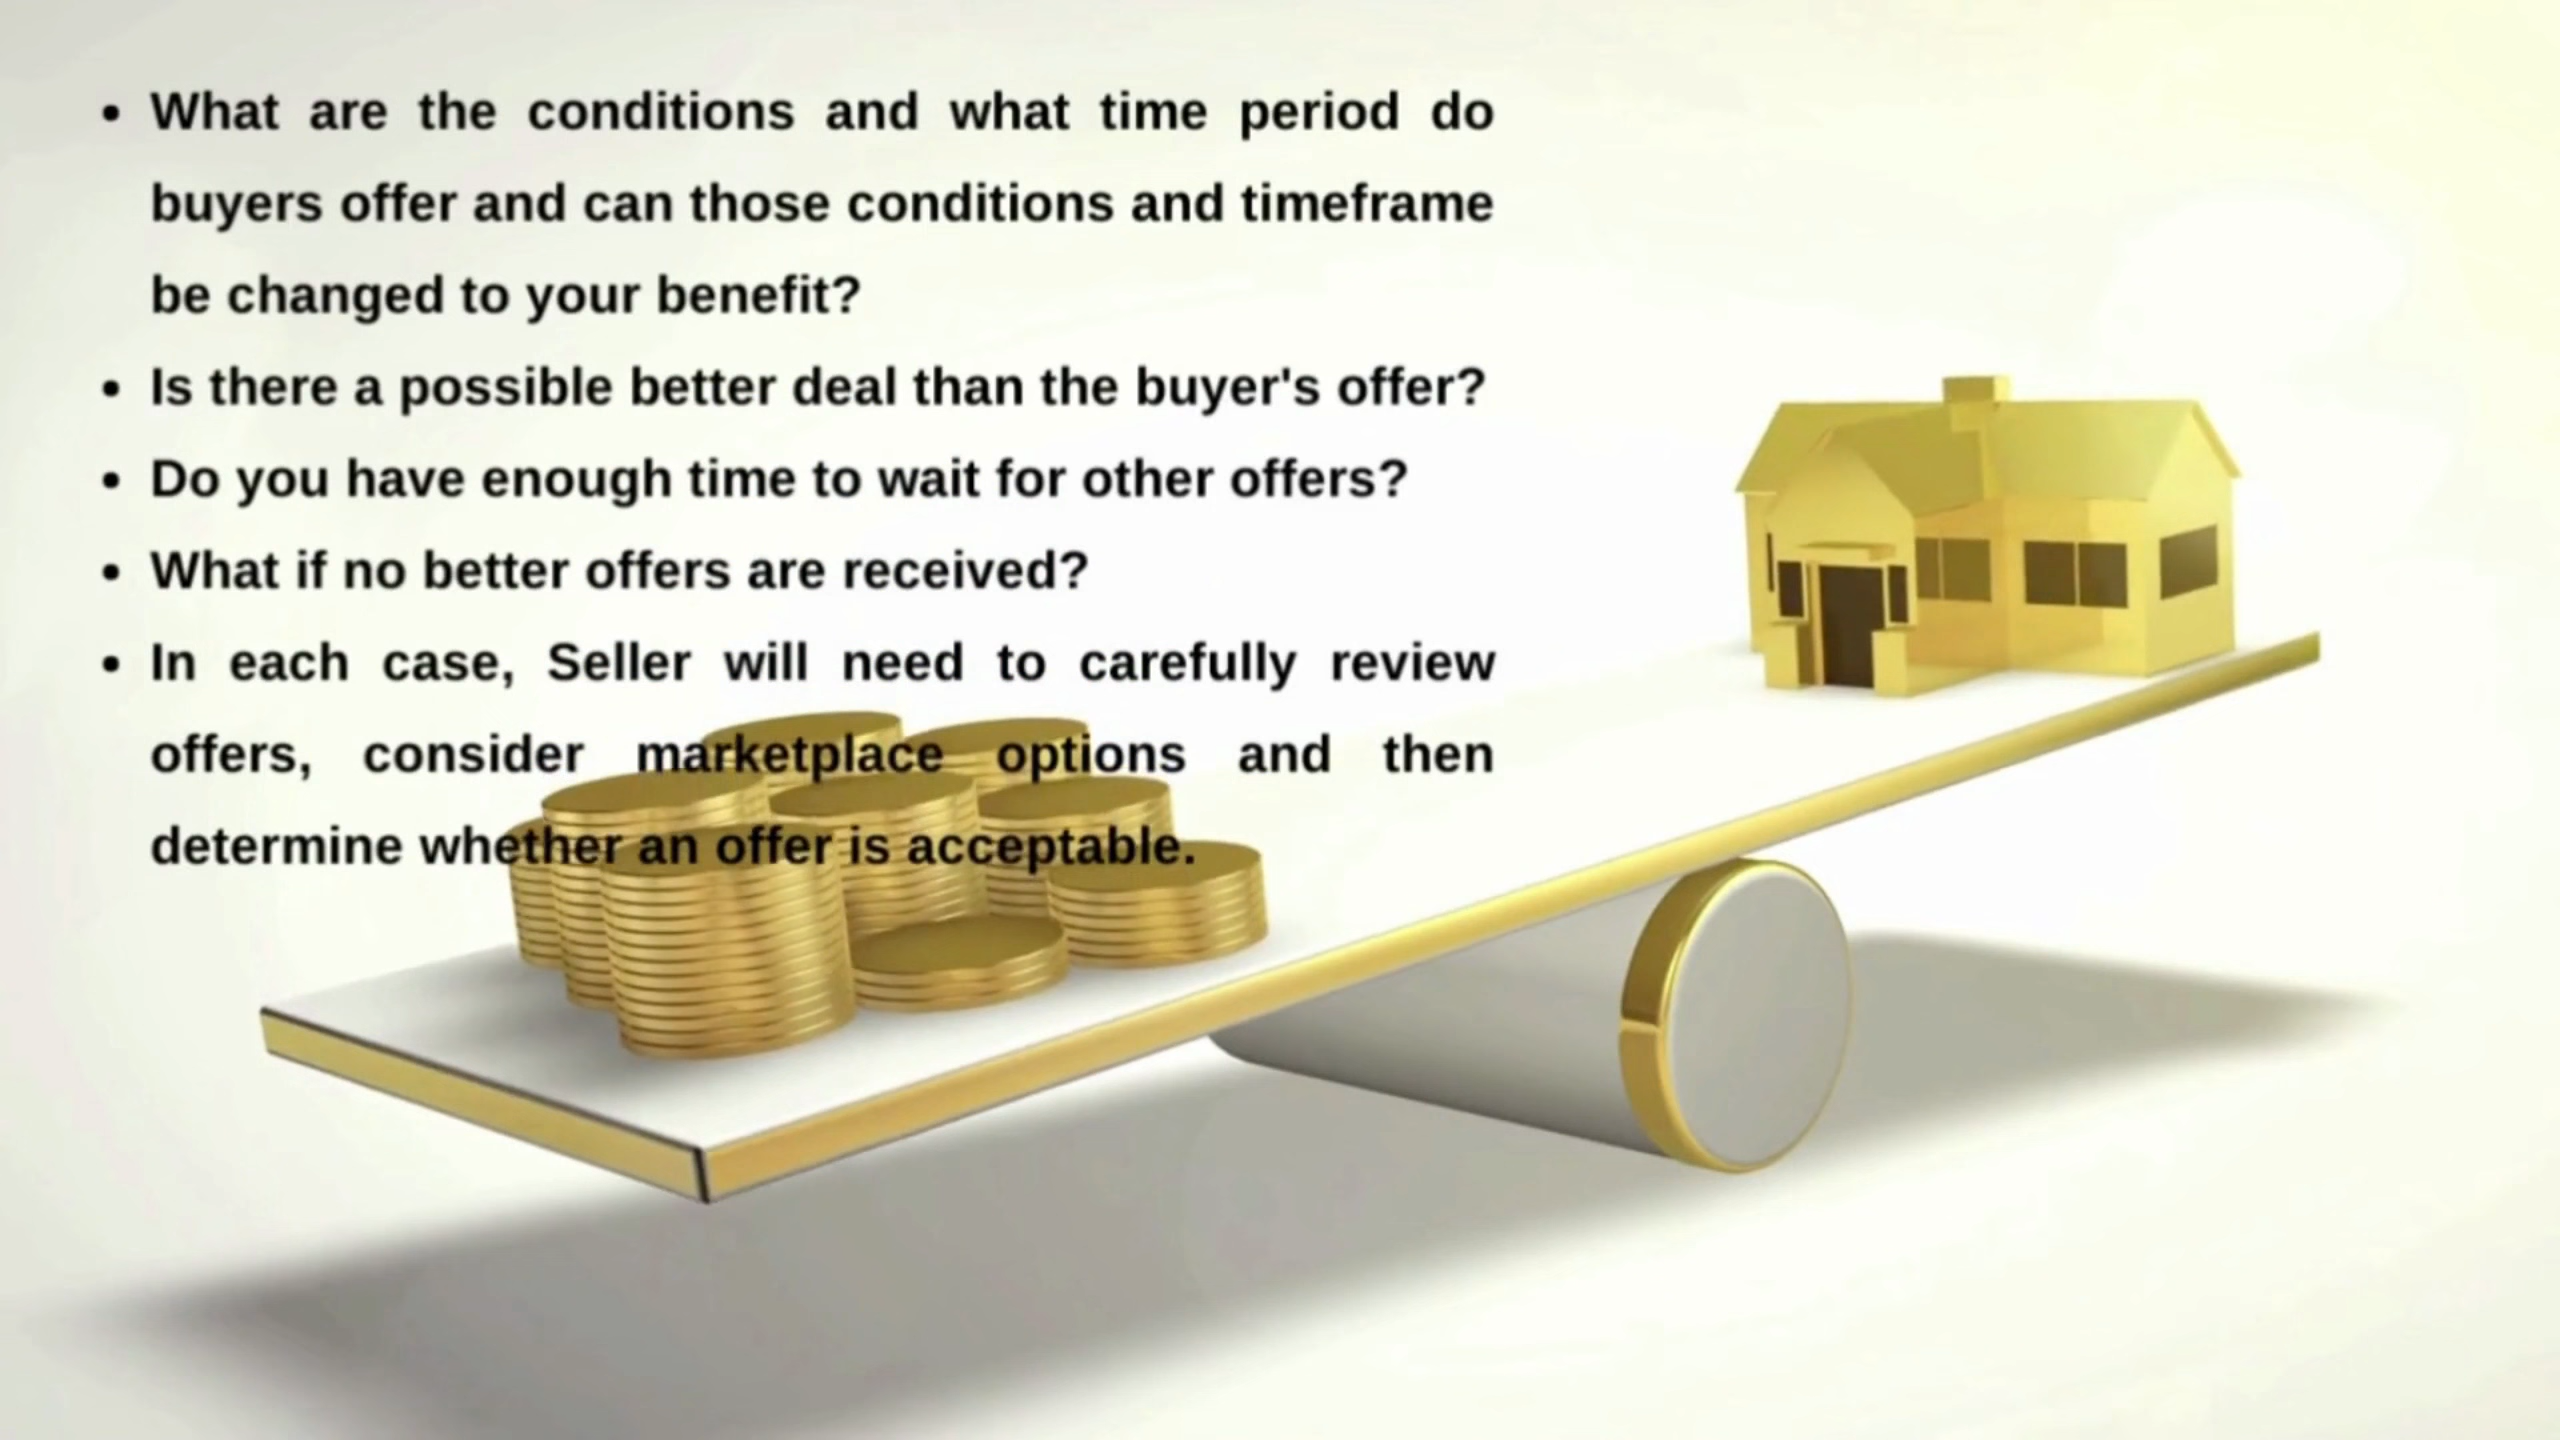 • What are the conditions and what time period do
buyers offer and can those conditions and timeframe
be changed to your benefit?
• Is there a possible better deal than the buyer's offer?
• Do you have enough time to wait for other offers?
• What if no better offers are received?
• In each case, Seller will need to carefully review
offers, consider marketplace options and then
determine whether an offer is acceptable.